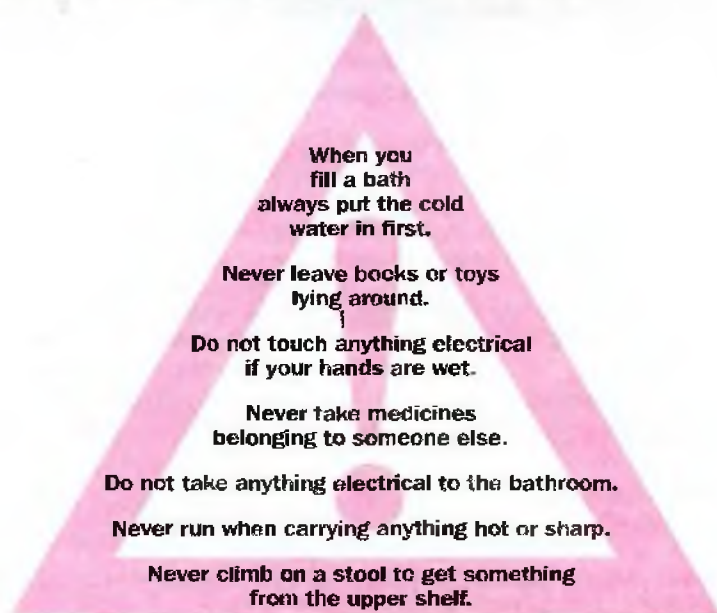 When you
fill a bath
always put the cold
water in first.
Never leave books or toys
lying around.
Do not touch anything electrical
if your hands are wet.
Never take medicines
belonging to someone else.
Do not take anything electrical to the bathroom.
Never run when carrying anything hot or sharp.
Never climb on a stool to get something
from the upper shelf.